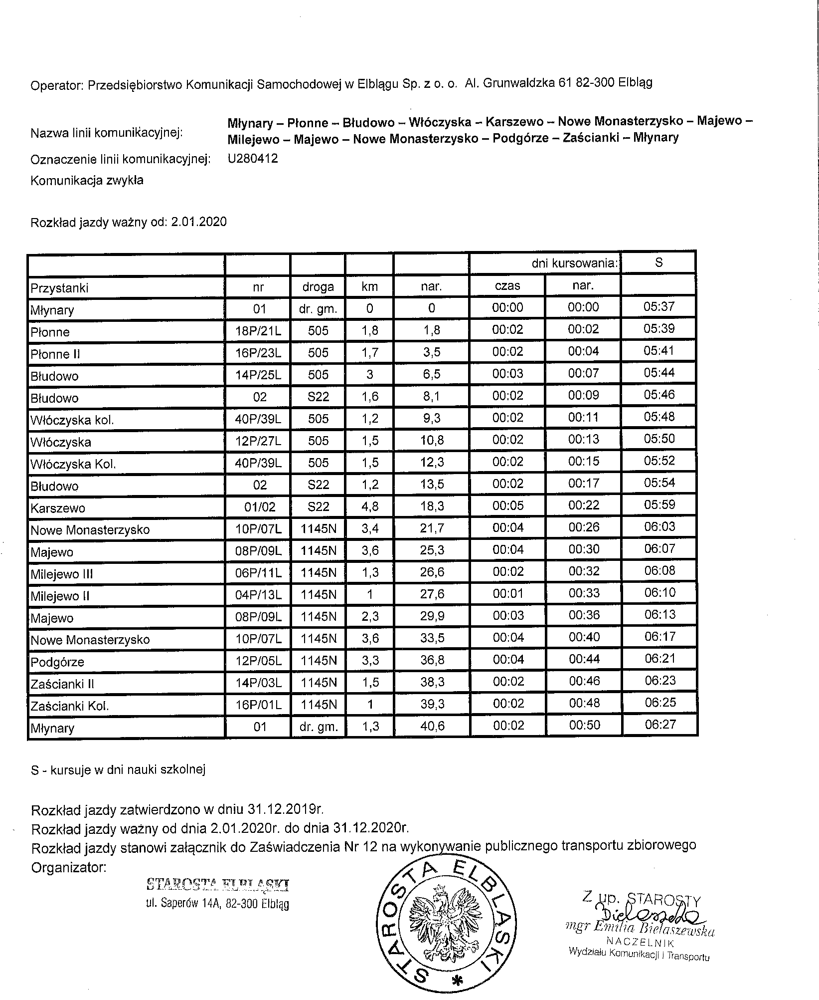 Operator: Przedsiębiorstwo Komunikacji Samochodowej w Elblągu Sp. z o. o. Al. Grunwaldzka 61 82-300 Elbląg
Nazwa linii komunikacyjnej: Młynary – Płonne – Błudowo – Włóczyska – Karszewo – Nowe Monasterzysko – Majewo –
Milejewo – Majewo – Nowe Monasterzysko – Podgórze – Zaścianki – Młynary
Oznaczenie linii komunikacyjnej: U280412
Komunikacja zwykła
Rozkład jazdy ważny od: 2.01.2020
dni kursowania: S
Przystanki nr droga km nar. czas nar.
Młynary 01 dr. gm. 0 0 00:00 00:00 05:37
Płonne 18P/21L 505 1,8 1,8 00:02 00:02 05:39
Płonne II 16P/23L 505 1,7 3,5 00:02 00:04 05:41
Błudowo 14P/25L 505 3 6,5 00:03 00:07 05:44
Błudowo 02 S22 1,6 8,1 00:02 00:09 05:46
Włóczyska kol. 40P/39L 505 1,2 9,3 00:02 00:11 05:48
Włóczyska 12P/27L 505 1,5 10,8 00:02 00:13 05:50
Włóczyska Kol. 40P/39L 505 1,5 12,3 00:02 00:15 05:52
Błudowo 02 S22 1,2 13,5 00:02 00:17 05:54
Karszewo 01/02 S22 4,8 18,3 00:05 00:22 05:59
Nowe Monasterzysko 10P/07L 1145N 3,4 21,7 00:04 00:26 06:03
Majewo 08P/09L 1145N 3,6 25,3 00:04 00:30 06:07
Milejewo III 06P/11L 1145N 1,3 26,6 00:02 00:32 06:08
Milejewo II 04P/13L 1145N 1 27,6 00:01 00:33 06:10
Majewo 08P/09L 1145N 2,3 29,9 00:03 00:36 06:13
Nowe Monasterzysko 10P/07L 1145N 3,6 33,5 00:04 00:40 06:17
Podgórze 12P/05L 1145N 3,3 36,8 00:04 00:44 06:21
Zaścianki II 14P/03L 1145N 1,5 38,3 00:02 00:46 06:23
Zaścianki Kol. 16P/01L 1145N 1 39,3 00:02 00:48 06:25
Młynary 01 dr. gm. 1,3 40,6 00:02 00:50 06:27
S - kursuje w dni nauki szkolnej
Rozkład jazdy zatwierdzono w dniu 31.12.2019r.
Rozkład jazdy ważny od dnia 2.01.2020r. do dnia 31.12.2020r.
Rozkład jazdy stanowi załącznik do Zaświadczenia Nr 12 na wykonywanie publicznego transportu zbiorowego
Organizator:
STAROSTA ELBLĄSKI
ul. Saperów 14A, 82-300 Elbląg
STAROSTA ELBLĄSKI *
Z up. STAROSTY
mgr Emilia Bielaszewska
NACZELNIK
Wydziału Komunikacji i Transportu